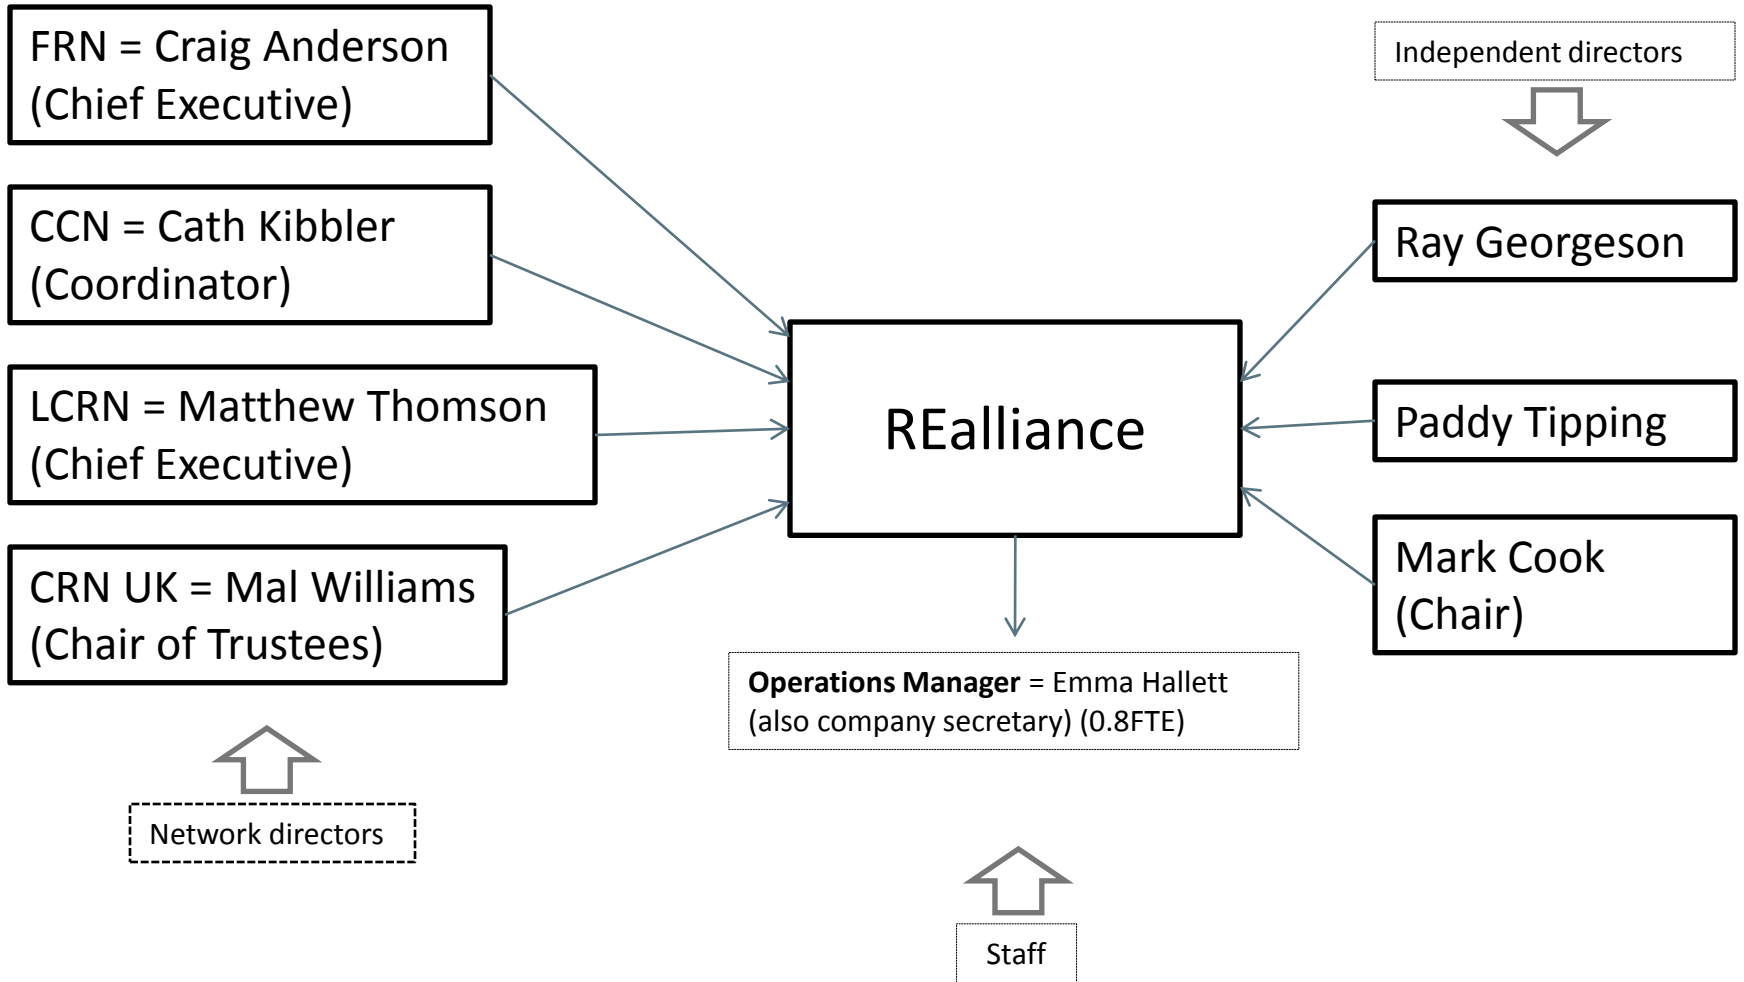 FRN = Craig Anderson
(Chief Executive)
CCN = Cath Kibbler
(Coordinator)
LCRN = Matthew Thomson
(Chief Executive)
CRN UK = Mal Williams
(Chair of Trustees)
Network directors
REalliance
Operations Manager = Emma Hallett
(also company secretary) (0.8FTE)
Staff
Independent directors
Ray Georgeson
Paddy Tipping
Mark Cook
(Chair)